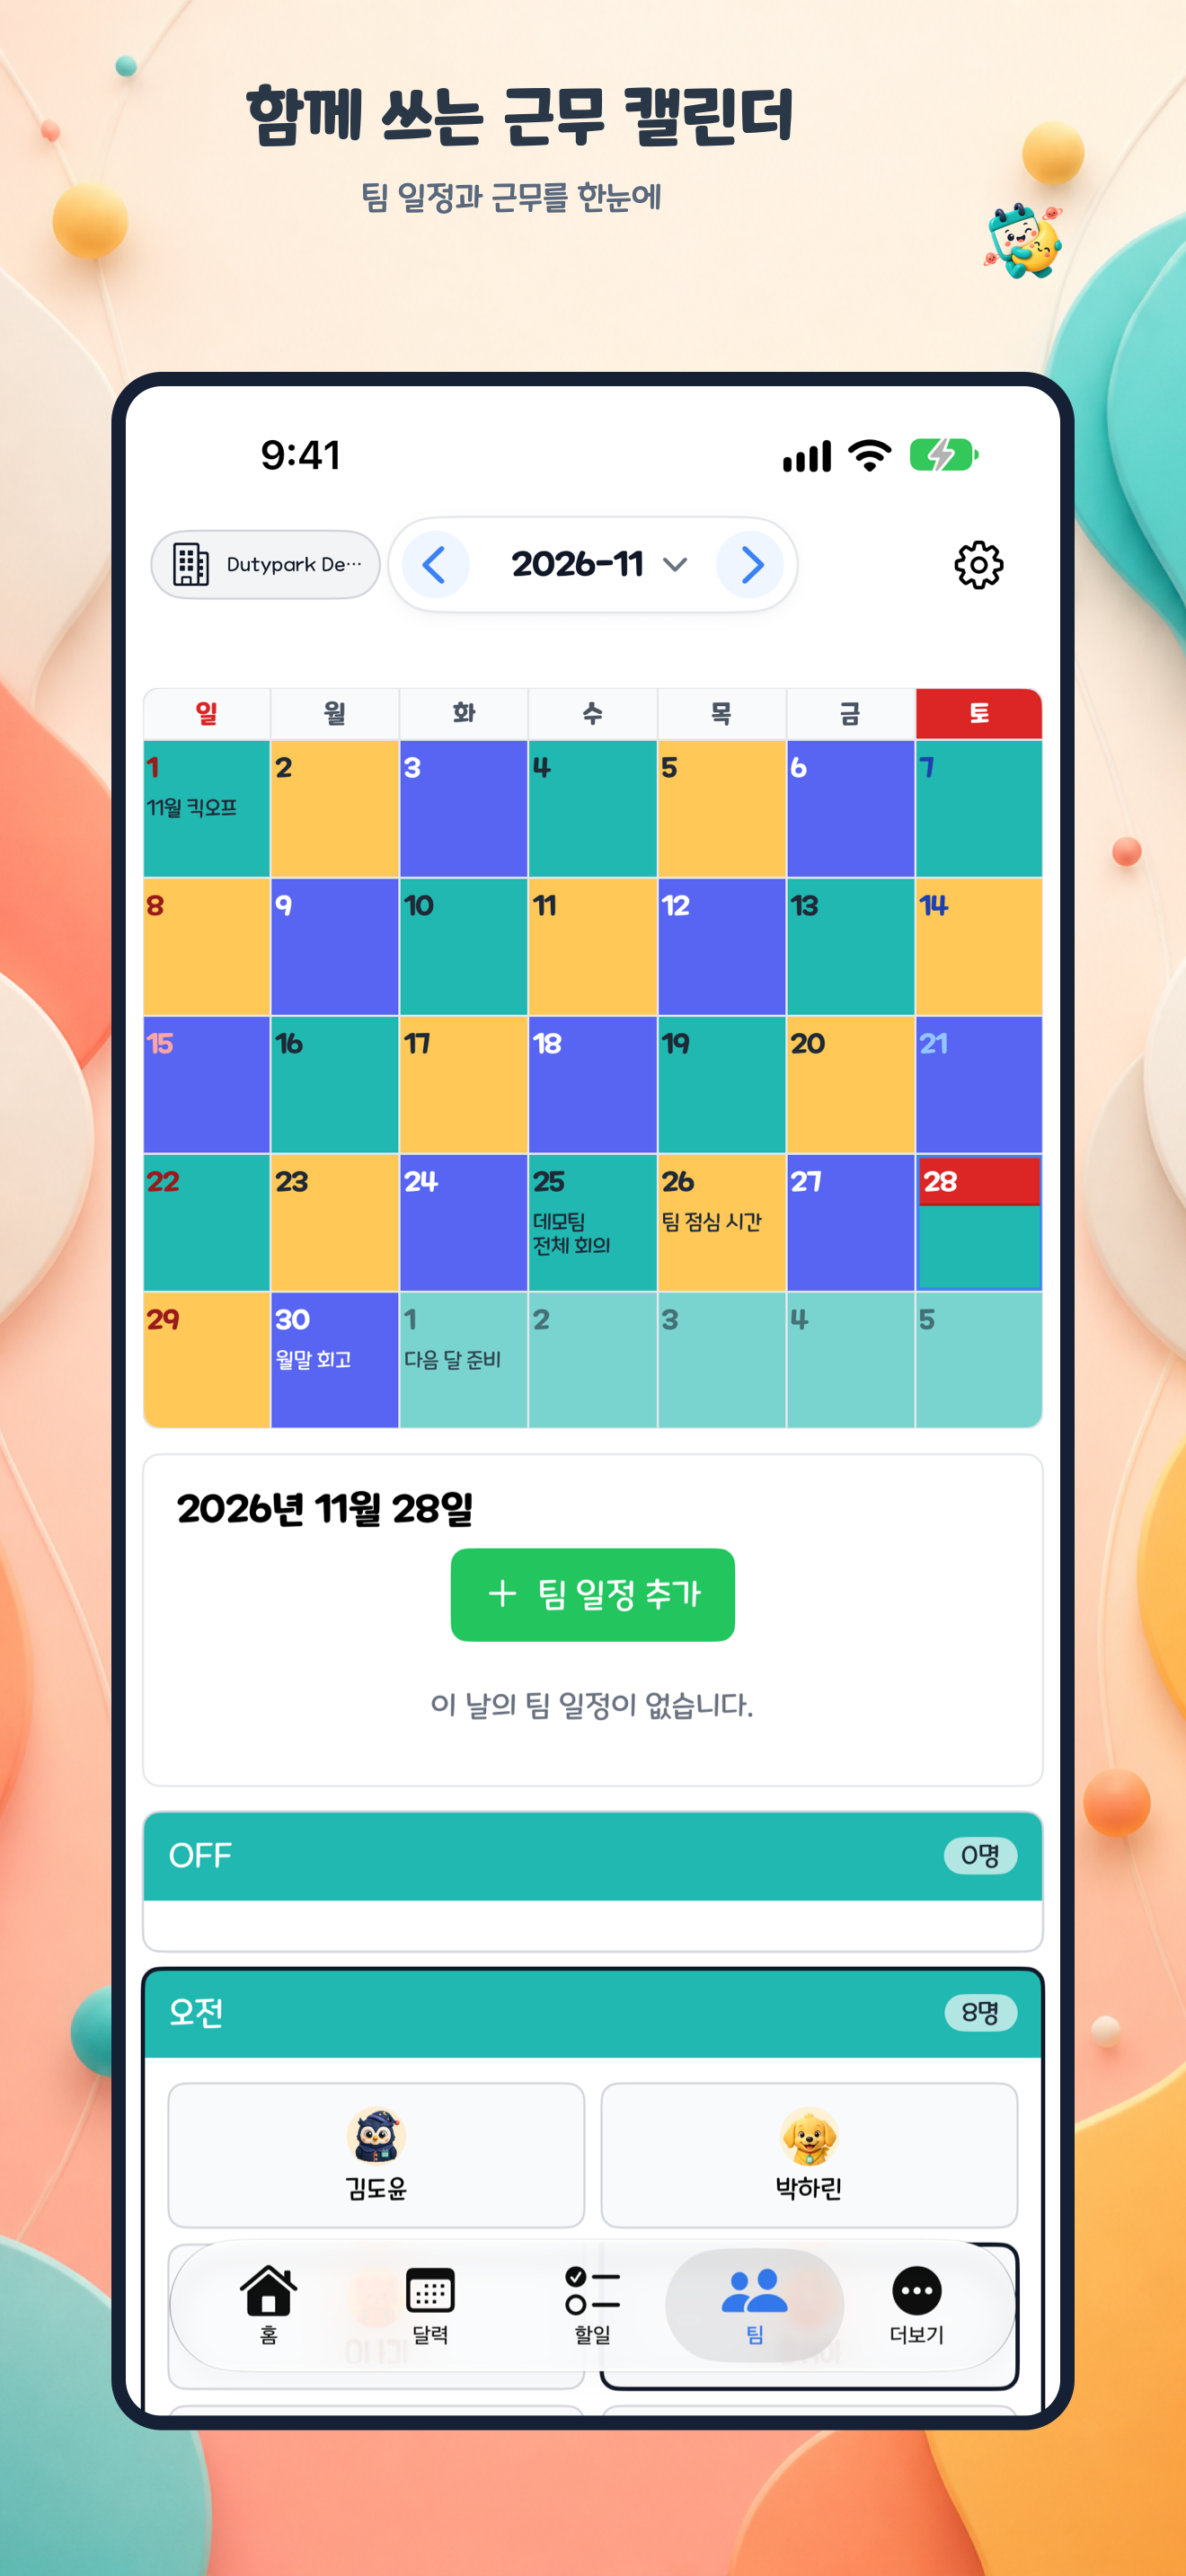 함께 쓰는 근무 캘린더
팀 일정과 근무를 한눈에
9:41
Dutypark De…
2026-11
일 월 화 수 목 금 토
1 2 3 4 5 6 7
11월 킥오프
8 9 10 11 12 13 14
15 16 17 18 19 20 21
22 23 24 25 26 27 28
데모팀 팀 점심 시간
전체 회의
29 30 1 2 3 4 5
월말 회고 다음 달 준비
2026년 11월 28일
+ 팀 일정 추가
이 날의 팀 일정이 없습니다.
OFF 0명
오전 8명
김도윤 박하린
홈 달력 할일 팀 더보기